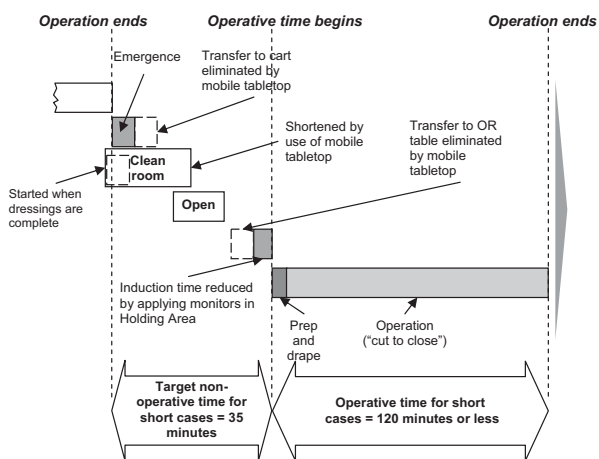 Operation ends
Operative time begins
Operation ends
Emergence
Transfer to cart
eliminated by
mobile tabletop
Shortened by
use of mobile
tabletop
Transfer to OR
table eliminated
by mobile
tabletop
Clean
room
Started when
dressings are
complete
Open
Induction time reduced
by applying monitors in
Holding Area
Prep
and
drape
Operation
(“cut to close”)
Target non-
operative time for
short cases = 35
minutes
Operative time for short
cases = 120 minutes or less